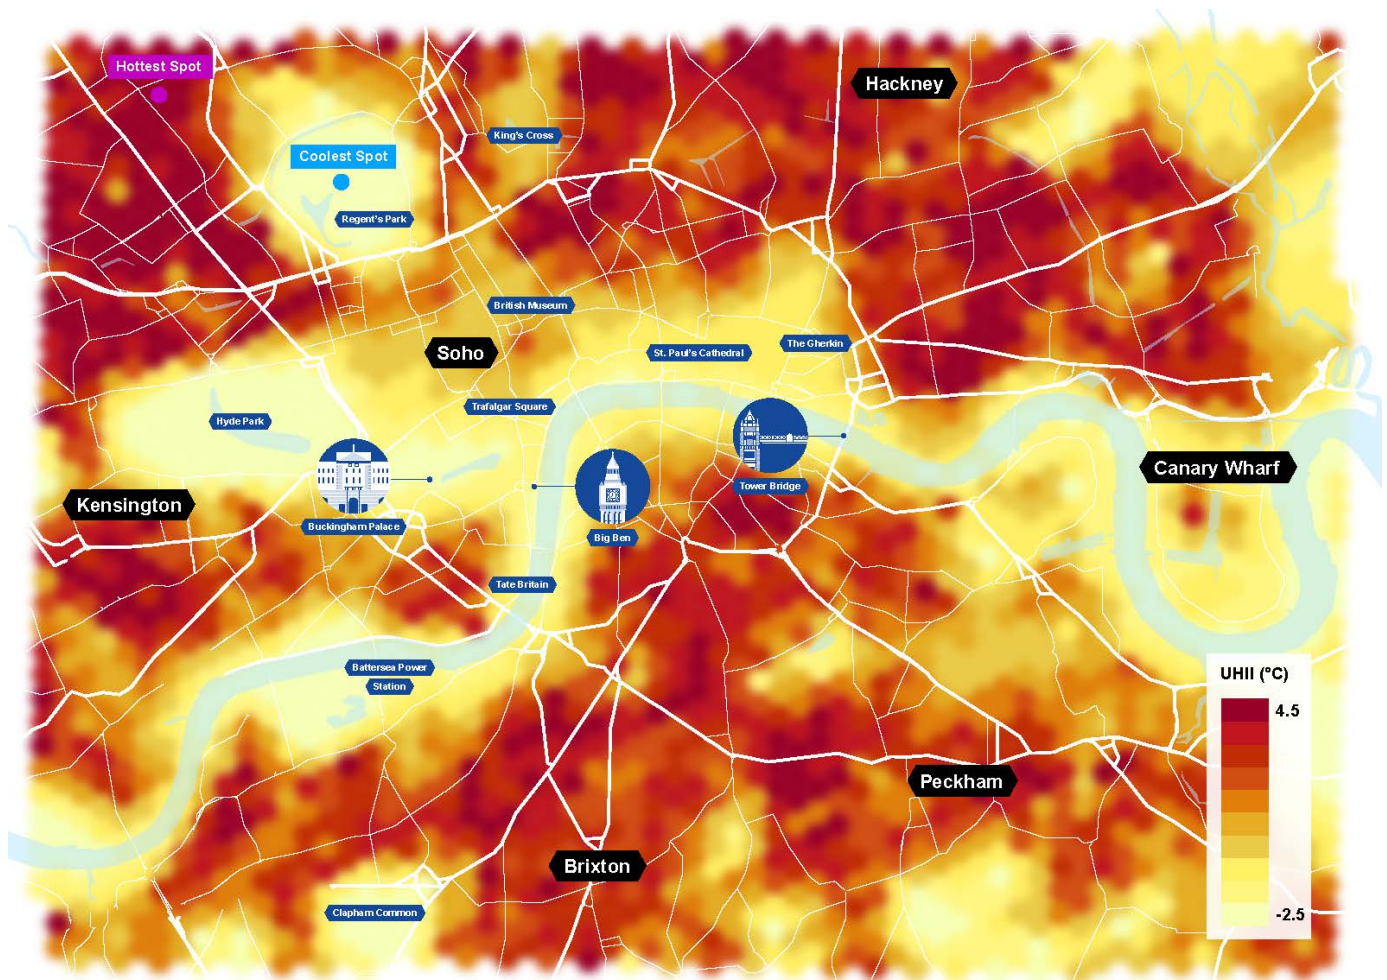 Hottest Spot
Hackney
King's Cross
Coolest Spot
Regent's Park
British Museum
Soho
St. Paul's Cathedral
The Gherkin
Trafalgar Square
Hyde Park
Canary Wharf
Kensington
Tower Bridge
Buckingham Palace
Big Ben
Tate Britain
Battersea Power
Station
UHII (°C)
4.5
-2.5
Peckham
Brixton
Clapham Common